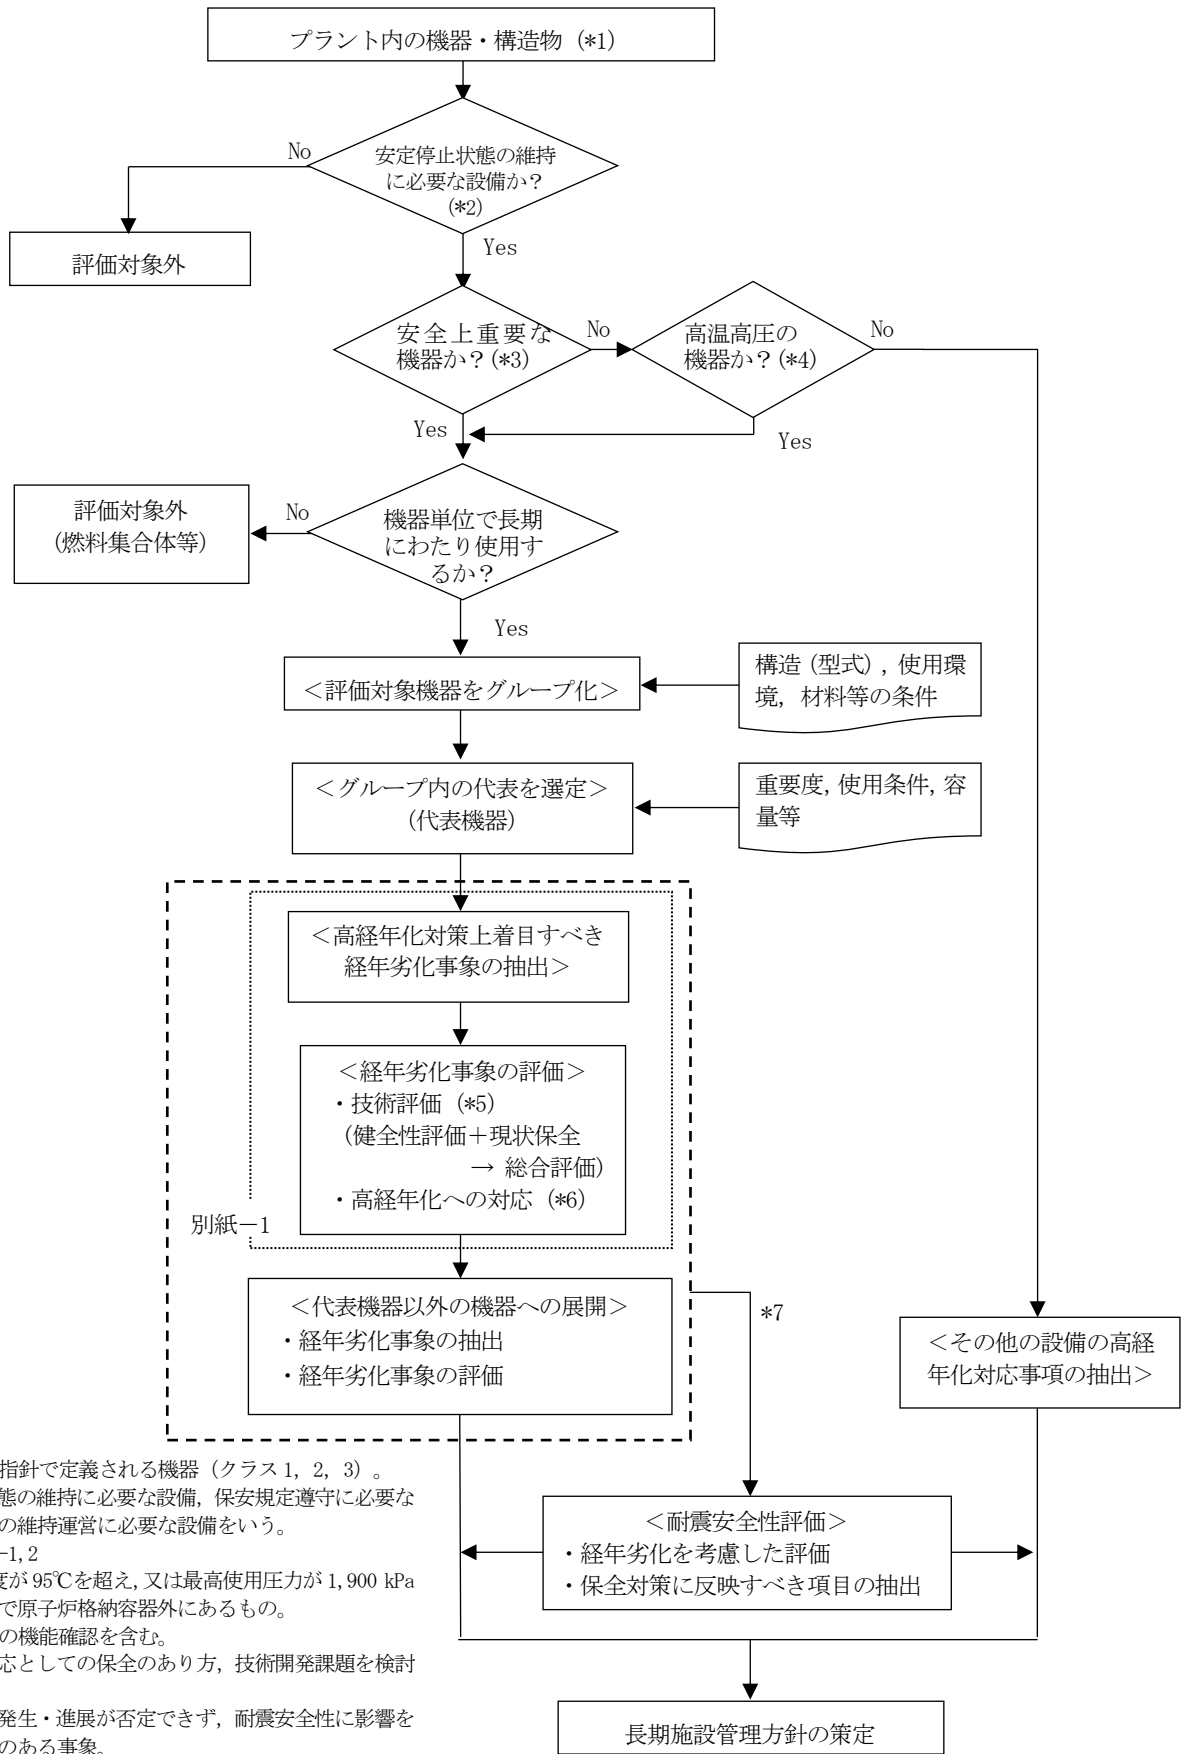 プラント内の機器・構造物 (*1)
安定停止状態の維持
に必要な設備か?
(*2)
No
Yes
評価対象外
安全上重要な
機器か?(*3)
No
高温高圧の
機器か?(*4)
No
Yes
Yes
評価対象外
(燃料集合体等)
No
機器単位で長期
にわたり使用す
るか?
Yes
<評価対象機器をグループ化>
構造(型式), 使用環
境, 材料等の条件
<グループ内の代表を選定>
(代表機器)
重要度, 使用条件, 容
量等
<高経年化対策上着目すべき
経年劣化事象の抽出>
<経年劣化事象の評価>
・技術評価 (*5)
(健全性評価+現状保全
→ 総合評価)
・高経年化への対応 (*6)
別紙-1
<代表機器以外の機器への展開>
・経年劣化事象の抽出
・経年劣化事象の評価
*7
<その他の設備の高経
年化対応事項の抽出>
指針で定義される機器(クラス1, 2, 3)。
態の維持に必要な設備, 保安規定遵守に必要な
の維持運営に必要な設備をいう。
-1, 2
度が95℃を超え, 又は最高使用圧力が1,900 kPa
で原子炉格納容器外にあるもの。
の機能確認を含む。
応としての保全のあり方, 技術開発課題を検討
発生・進展が否定できず, 耐震安全性に影響を
のある事象。
<耐震安全性評価>
・経年劣化を考慮した評価
・保全対策に反映すべき項目の抽出
長期施設管理方針の策定